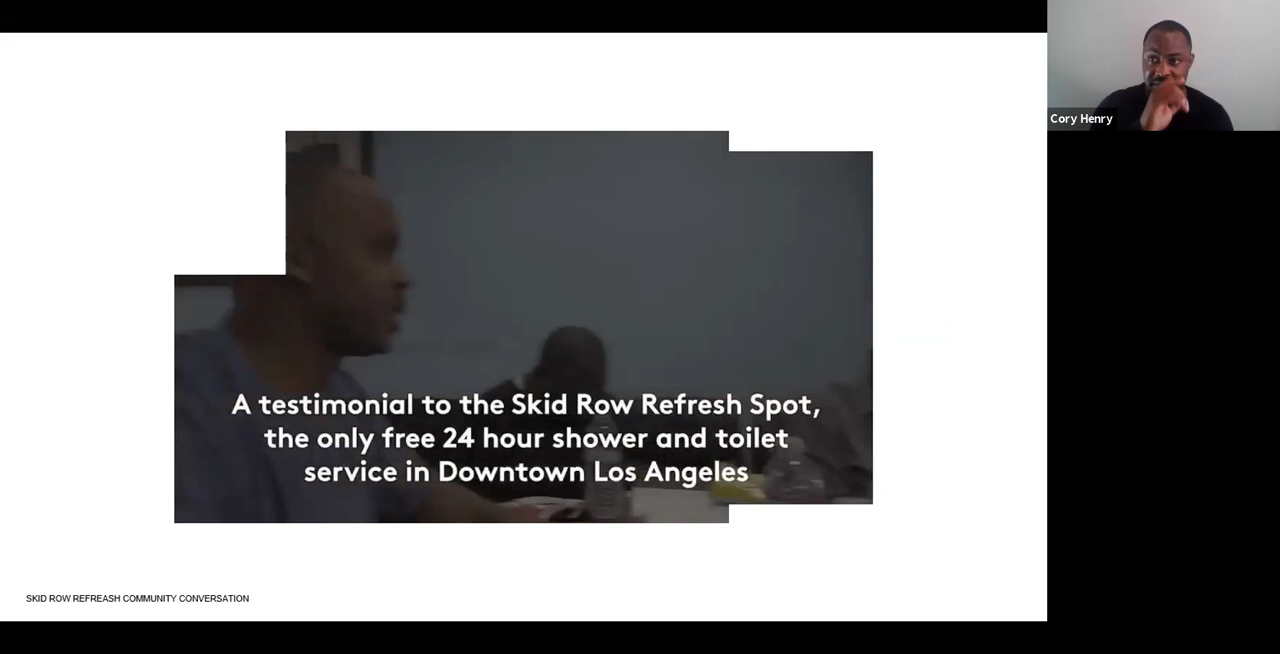 Cory Henry
A testimonial to the Skid Row Refresh Spot,
the only free 24 hour shower and toilet
service in Downtown Los Angeles
SKID ROW REFREASH COMMUNITY CONVERSATION